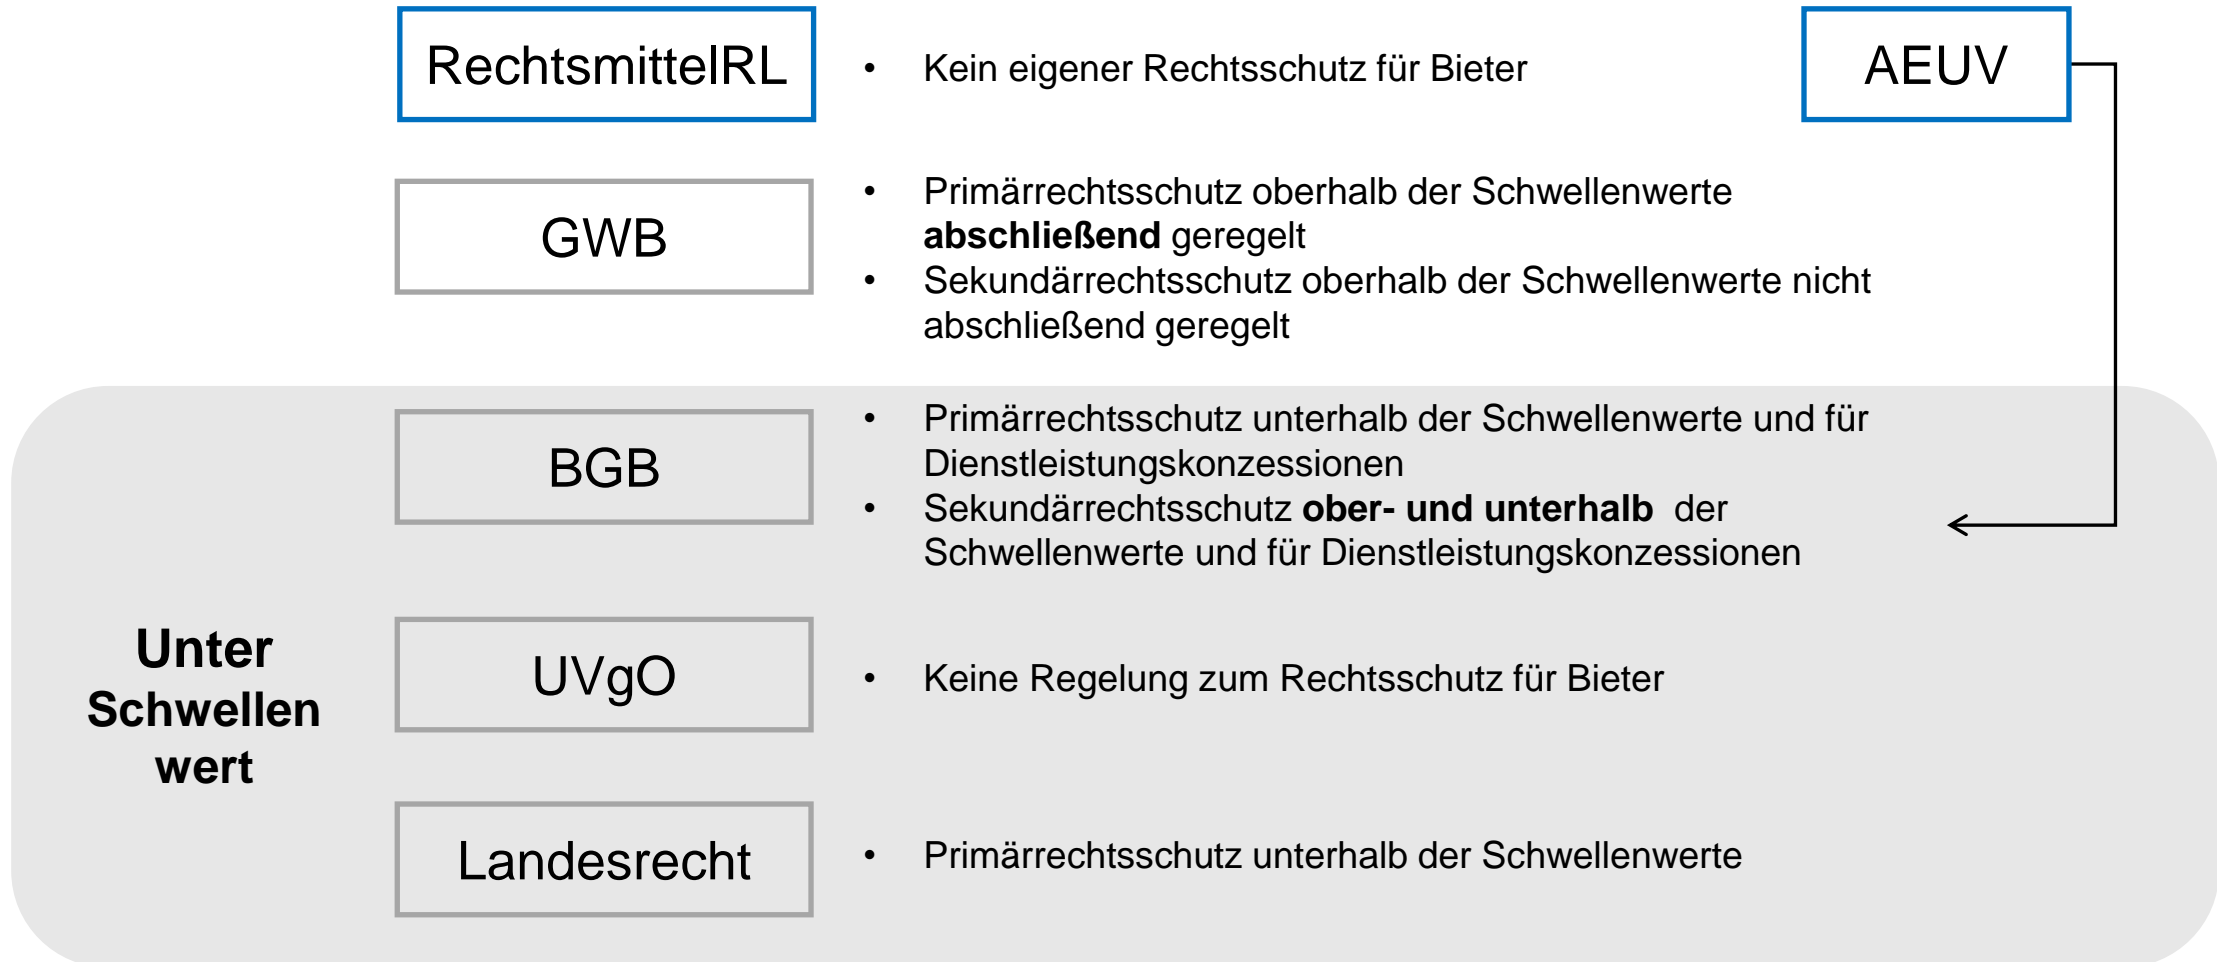 RechtsmittelRL
• Kein eigener Rechtsschutz für Bieter
AEUV
GWB
• Primärrechtsschutz oberhalb der Schwellenwerte
abschließend geregelt
• Sekundärrechtsschutz oberhalb der Schwellenwerte nicht
abschließend geregelt
BGB
• Primärrechtsschutz unterhalb der Schwellenwerte und für
Dienstleistungskonzessionen
• Sekundärrechtsschutz ober- und unterhalb der
Schwellenwerte und für Dienstleistungskonzessionen
Unter
Schwellen
wert
UVgO
• Keine Regelung zum Rechtsschutz für Bieter
Landesrecht
• Primärrechtsschutz unterhalb der Schwellenwerte